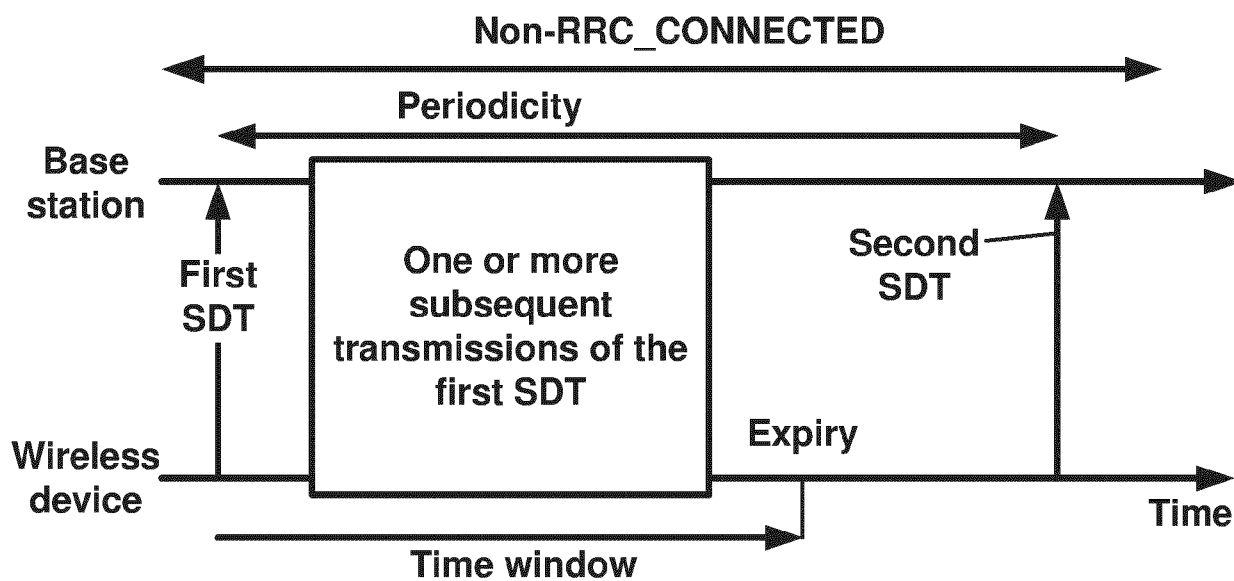 Non-RRC_CONNECTED
Periodicity
Base
station
First
SDT
One or more
subsequent
transmissions of the
first SDT
Second
SDT
Expiry
Wireless
device
Time
Time window